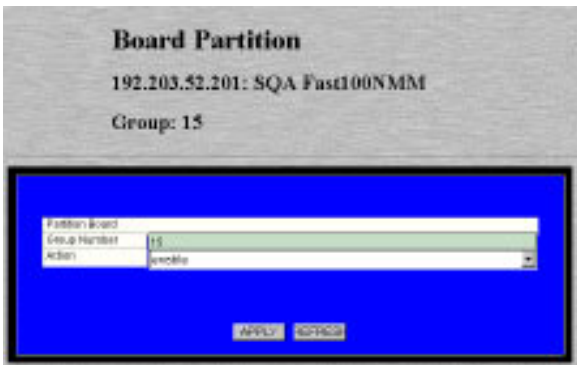 Board Partition
192.203.52.201: SQA Fast100NMM
Group: 15
Partition Board
Group Number 15
Action enable
APPLY REFRESH